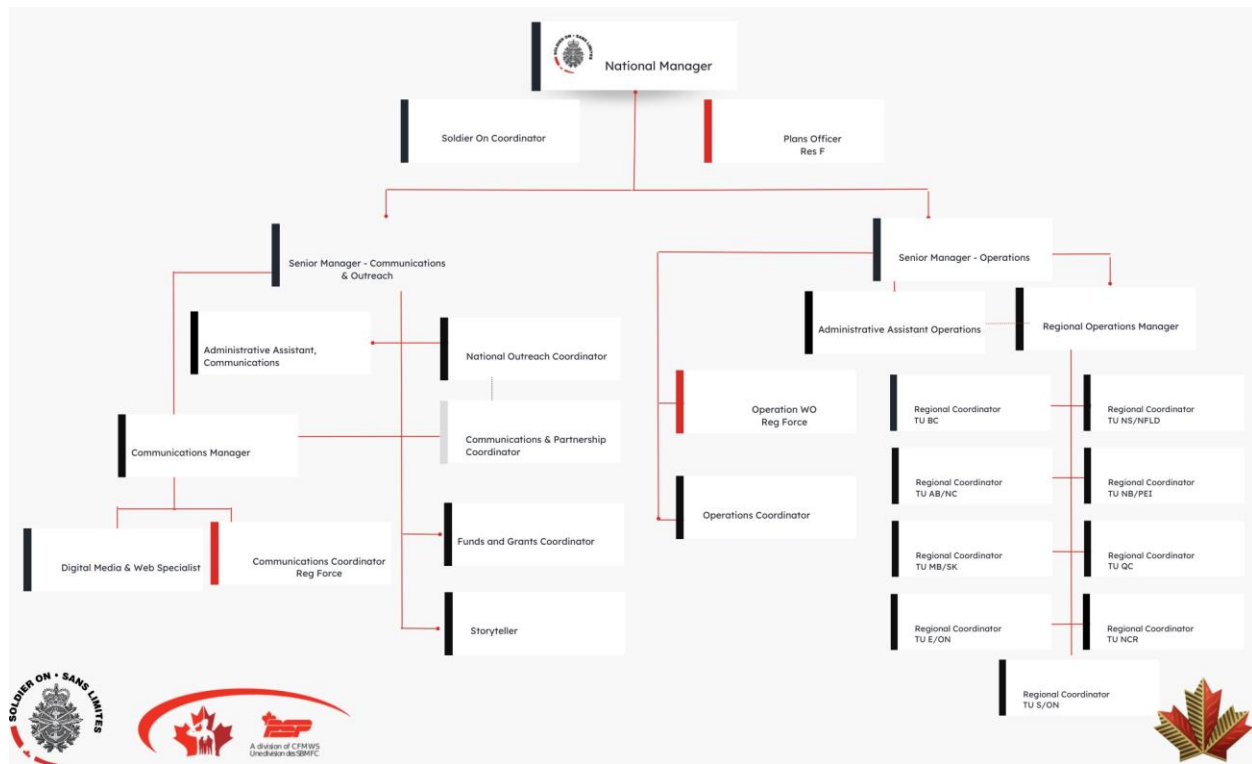 SOLDIER ON • SANS LIMITES
National Manager
Soldier On Coordinator
Plans Officer
Res F
Senior Manager - Communications
& Outreach
Senior Manager - Operations
Administrative Assistant,
Communications
National Outreach Coordinator
Administrative Assistant Operations
Regional Operations Manager
Communications & Partnership
Coordinator
Communications Manager
Operation WO
Reg Force
Regional Coordinator
TU BC
Regional Coordinator
TU NS/NFLD
Regional Coordinator
TU AB/NC
Regional Coordinator
TU NB/PEI
Digital Media & Web Specialist
Communications Coordinator
Reg Force
Funds and Grants Coordinator
Operations Coordinator
Regional Coordinator
TU MB/SK
Regional Coordinator
TU QC
Storyteller
Regional Coordinator
TU E/ON
Regional Coordinator
TU NCR
Regional Coordinator
TU S/ON
SOLDIER ON • SANS LIMITES
PSP
A division of CFMWS
Une division des SBMFC